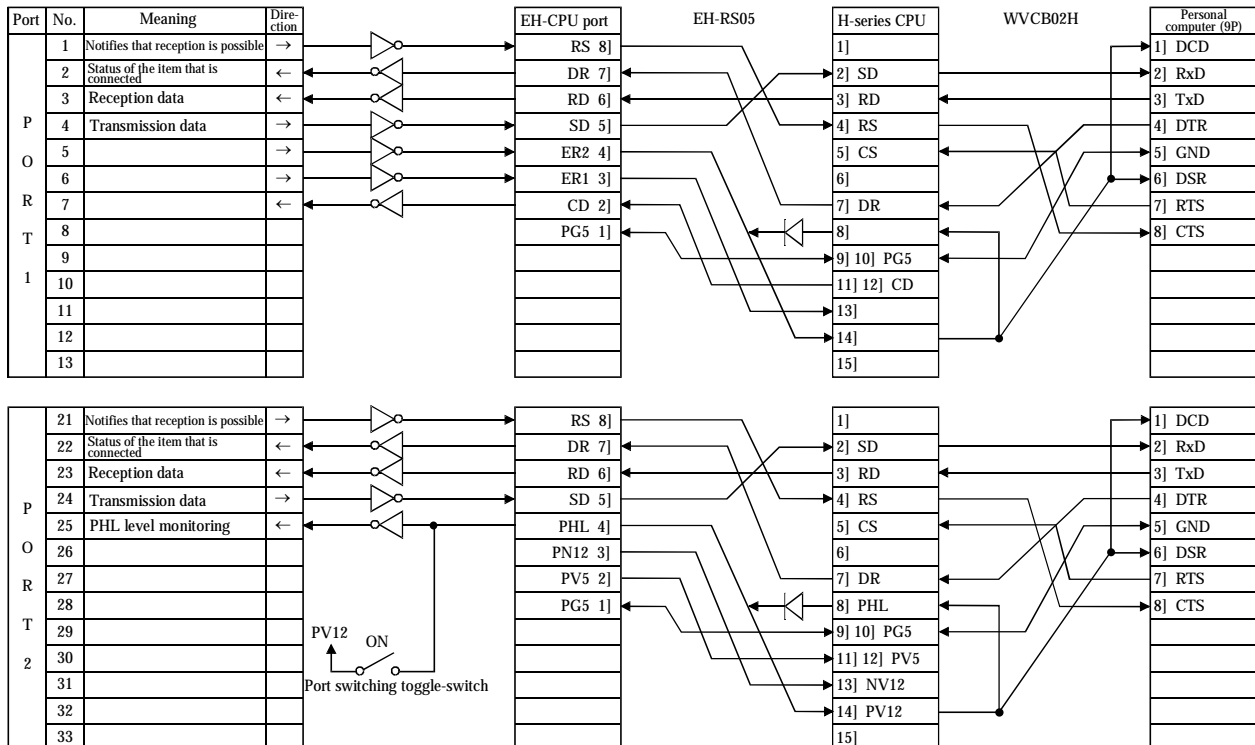 Port No. Meaning Dire-ction EH-CPU port EH-RS05 H-series CPU WVCB02H Personal computer (9P)
PORT 1
1 Notifies that reception is possible → RS 8] 1] 1] DCD
2 Status of the item that is connected ← DR 7] 2] SD 2] RxD
3 Reception data ← RD 6] 3] RD 3] TxD
4 Transmission data → SD 5] 4] RS 4] DTR
5 → ER2 4] 5] CS 5] GND
6 → ER1 3] 6] 6] DSR
7 ← CD 2] 7] DR 7] RTS
8 PG5 1] 8] 8] CTS
9 9] 10] PG5
10 11] 12] CD
11 13]
12 14]
13 15]
PORT 2
21 Notifies that reception is possible → RS 8] 1] 1] DCD
22 Status of the item that is connected ← DR 7] 2] SD 2] RxD
23 Reception data ← RD 6] 3] RD 3] TxD
24 Transmission data → SD 5] 4] RS 4] DTR
25 PHL level monitoring ← PHL 4] 5] CS 5] GND
26 PN12 3] 6] 6] DSR
27 PV5 2] 7] DR 7] RTS
28 PG5 1] 8] PHL 8] CTS
29 PV12 ON 9] 10] PG5
30 11] 12] PV5
31 Port switching toggle-switch 13] NV12
32 14] PV12
33 15]